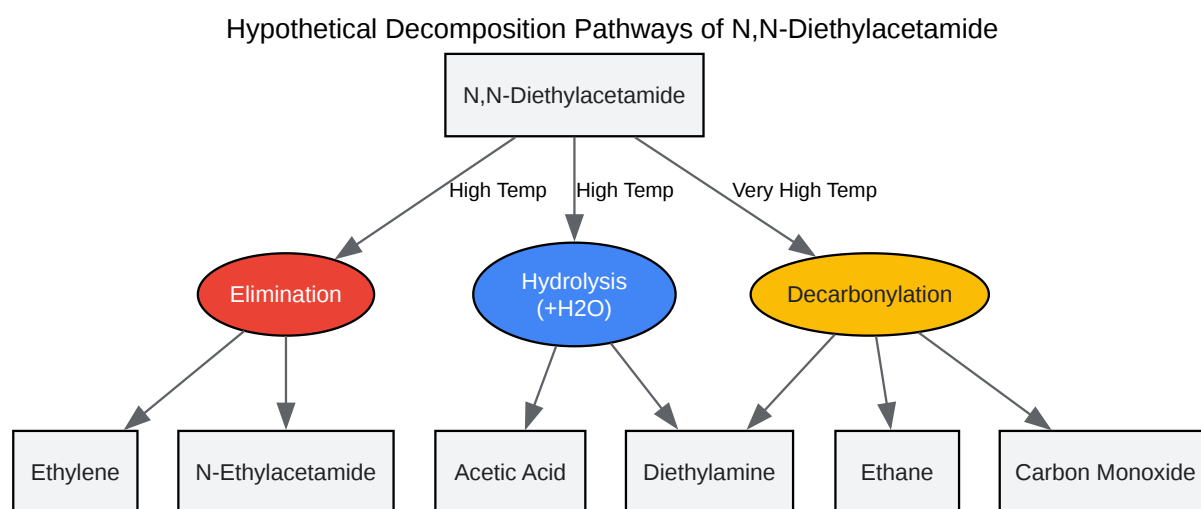 Hypothetical Decomposition Pathways of N,N-Diethylacetamide
N,N-Diethylacetamide
High Temp
High Temp
Very High Temp
Elimination
Hydrolysis
(+H2O)
Decarbonylation
Ethylene
N-Ethylacetamide
Acetic Acid
Diethylamine
Ethane
Carbon Monoxide